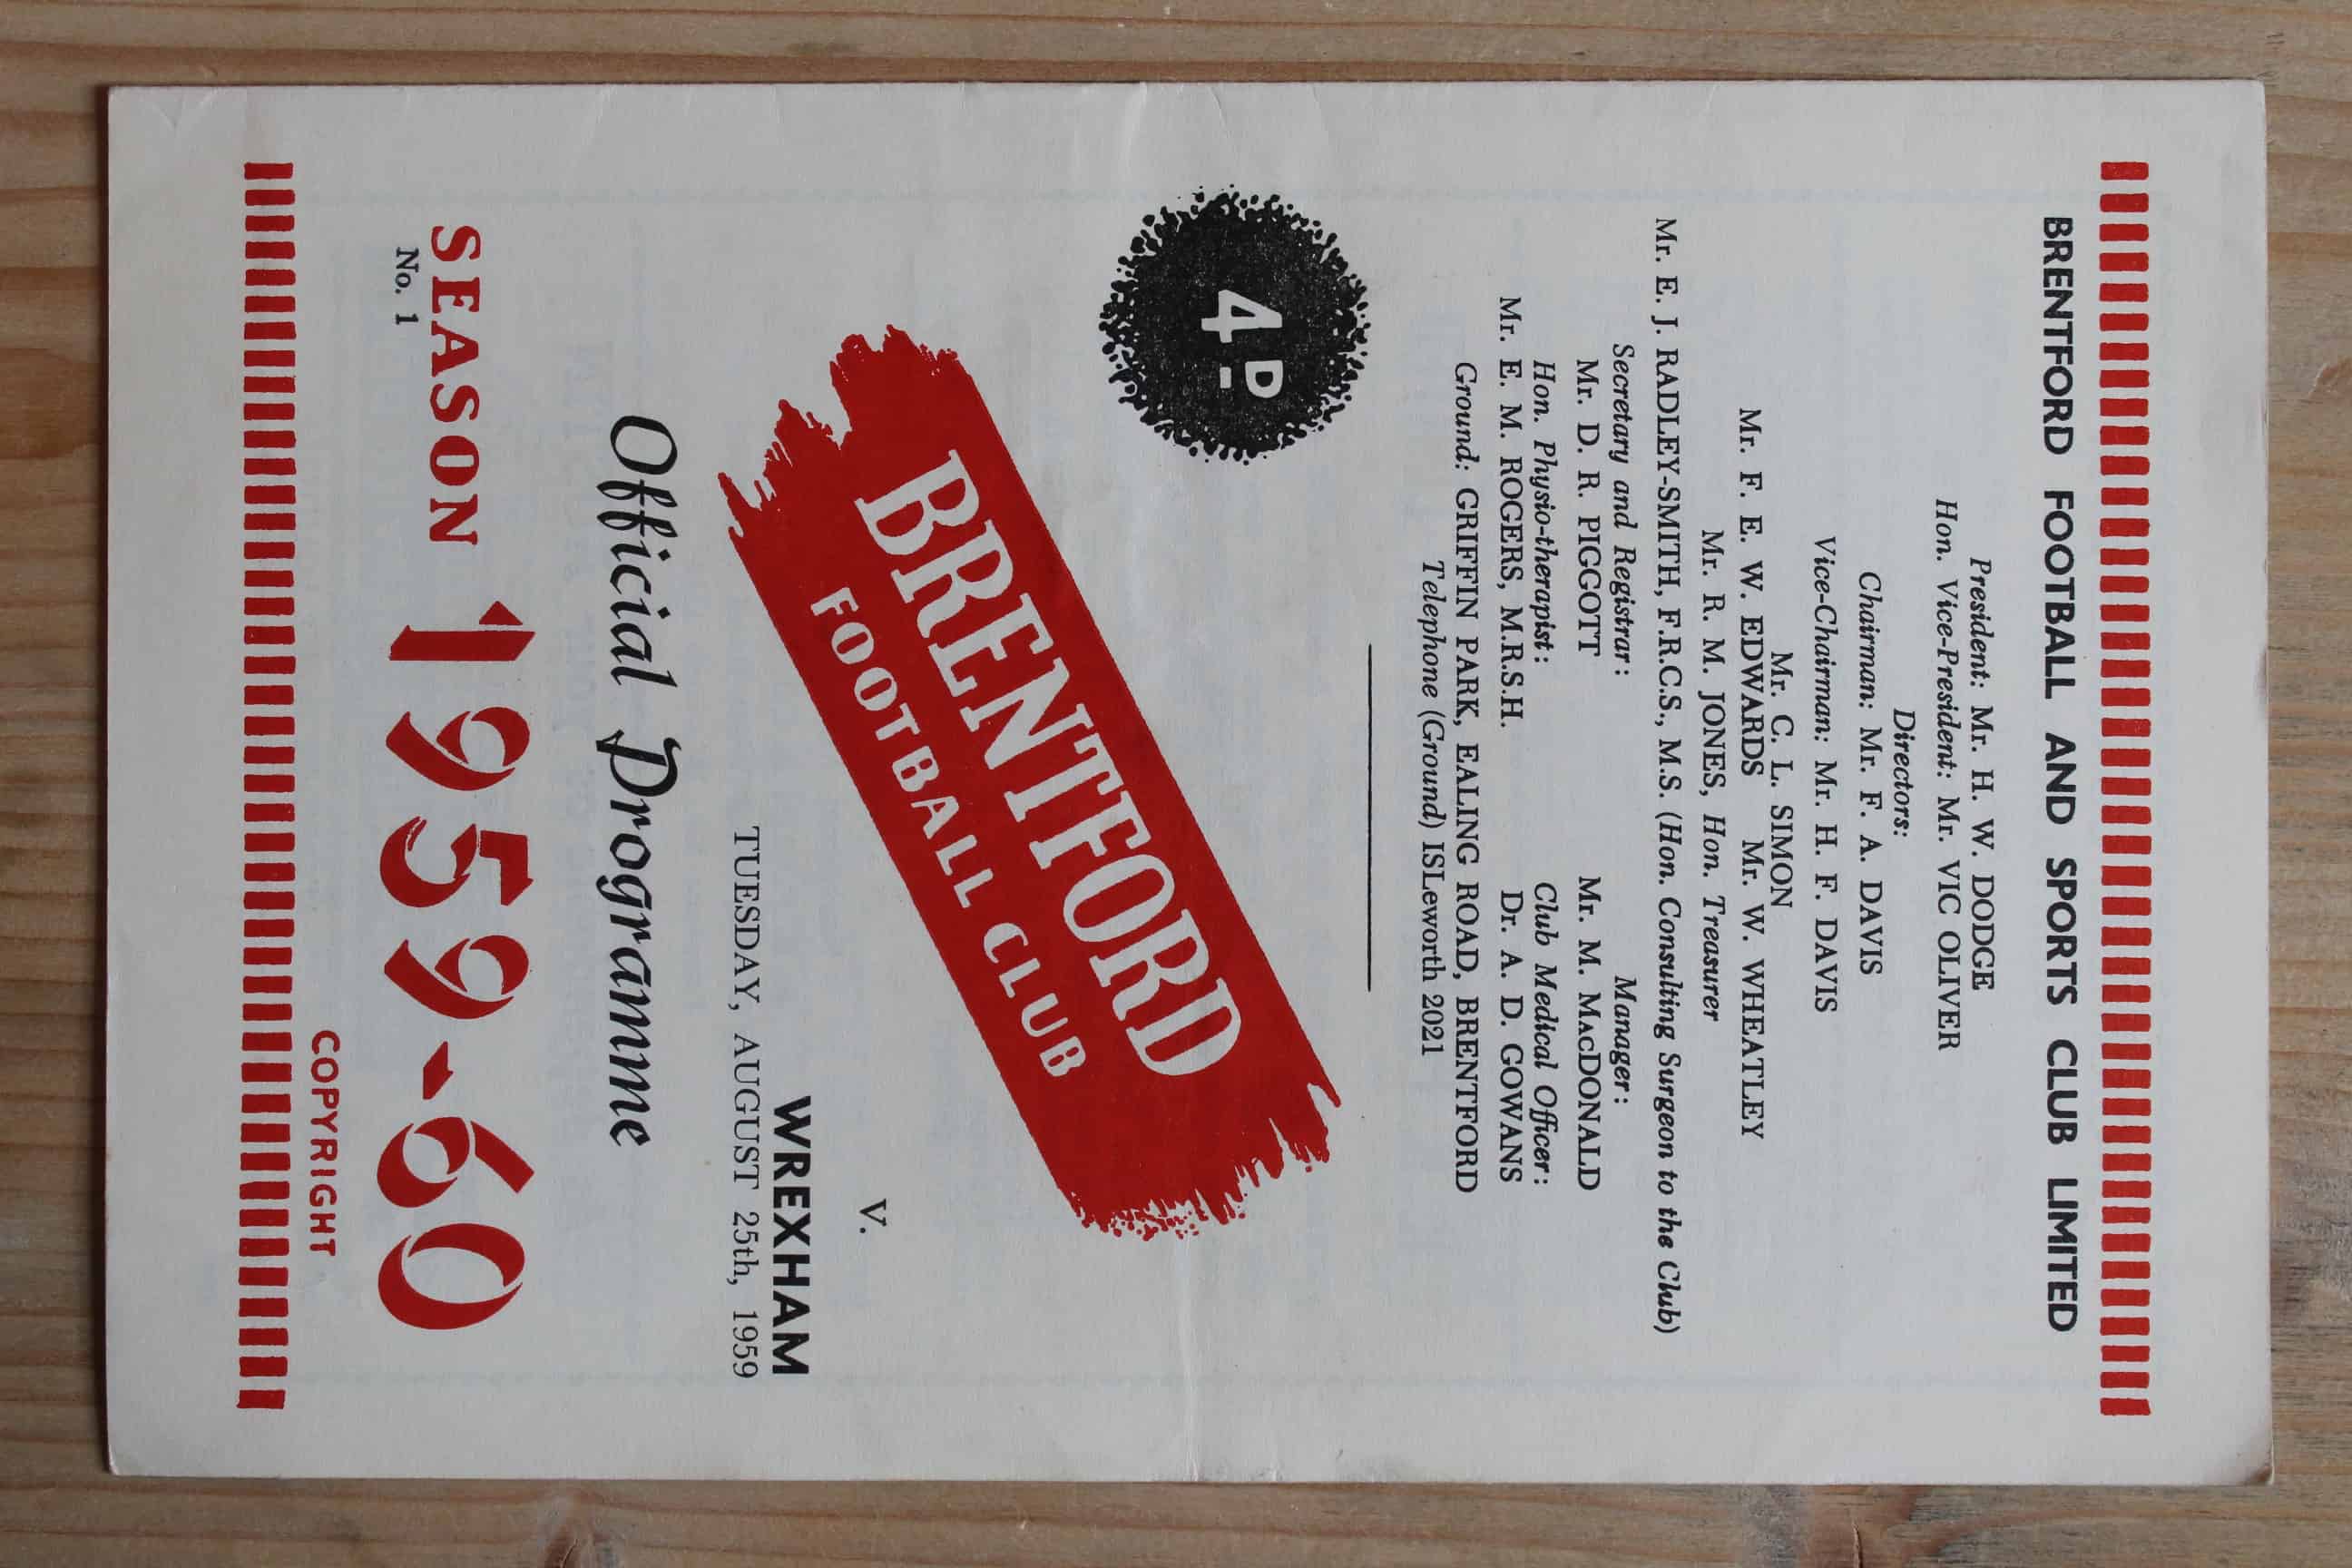 BRENTFORD FOOTBALL AND SPORTS CLUB LIMITED
President: Mr. H. W. DODGE
Hon. Vice-President: Mr. VIC OLIVER
Directors:
Chairman: Mr. F. A. DAVIS
Vice-Chairman: Mr. H. F. DAVIS
Mr. C. L. SIMON
Mr. F. E. W. EDWARDS Mr. W. WHEATLEY
Mr. R. M. JONES, Hon. Treasurer
Mr. E. J. RADLEY-SMITH, F.R.C.S., M.S. (Hon. Consulting Surgeon to the Club)
Secretary and Registrar: Manager:
Mr. D. R. PIGGOTT Mr. M. MACDONALD
Hon. Physio-therapist: Club Medical Officer:
Mr. E. M. ROGERS, M.R.S.H. Dr. A. D. GOWANS
Ground: GRIFFIN PARK, EALING ROAD, BRENTFORD
Telephone (Ground) ISLeworth 2021
4D
BRENTFORD
FOOTBALL CLUB
v.
WREXHAM
TUESDAY, AUGUST 25th, 1959
Official Programme
SEASON 1959-60
No. 1
COPYRIGHT